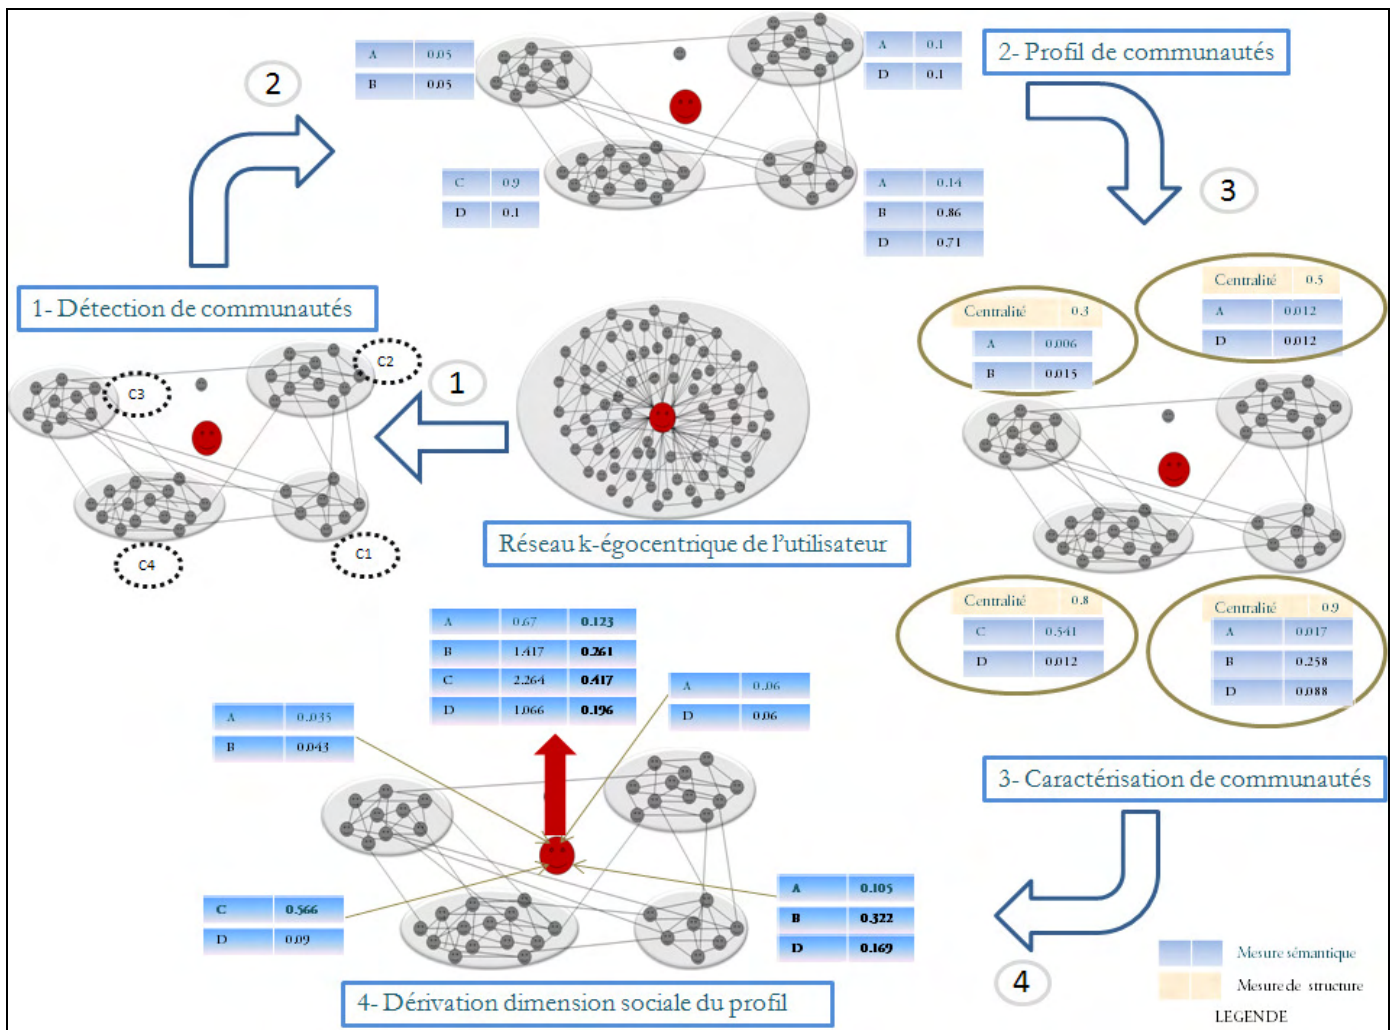 2
A 0.05
B 0.05
A 0.1
D 0.1
2- Profil de communautés
C 0.9
D 0.1
A 0.14
B 0.86
D 0.71
3
1- Détection de communautés
C3
C2
C4
C1
1
Réseau k-égocentrique de l'utilisateur
Centralité 0.3
A 0.006
B 0.015
Centralité 0.5
A 0.012
D 0.012
Centralité 0.8
C 0.541
D 0.012
Centralité 0.9
A 0.017
B 0.258
D 0.088
3- Caractérisation de communautés
4
A 0.67 0.123
B 1.417 0.261
C 2.264 0.417
D 1.066 0.196
A 0.035
B 0.043
A 0.06
D 0.06
C 0.566
D 0.09
A 0.105
B 0.322
D 0.169
4- Dérivation dimension sociale du profil
Mesure sémantique
Mesure de structure
LEGENDE